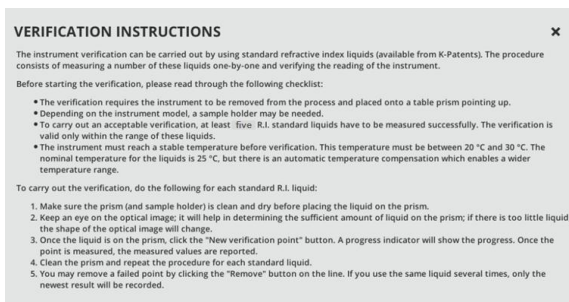 VERIFICATION INSTRUCTIONS ×
The instrument verification can be carried out by using standard refractive index liquids (available from K-Patents). The procedure
consists of measuring a number of these liquids one-by-one and verifying the reading of the instrument.
Before starting the verification, please read through the following checklist:
• The verification requires the instrument to be removed from the process and placed onto a table prism pointing up.
• Depending on the instrument model, a sample holder may be needed.
• To carry out an acceptable verification, at least five R.I. standard liquids have to be measured successfully. The verification is
valid only within the range of these liquids.
• The instrument must reach a stable temperature before verification. This temperature must be between 20 °C and 30 °C. The
nominal temperature for the liquids is 25 °C, but there is an automatic temperature compensation which enables a wider
temperature range.
To carry out the verification, do the following for each standard R.I. liquid:
1. Make sure the prism (and sample holder) is clean and dry before placing the liquid on the prism.
2. Keep an eye on the optical image; it will help in determining the sufficient amount of liquid on the prism; if there is too little liquid
the shape of the optical image will change.
3. Once the liquid is on the prism, click the "New verification point" button. A progress indicator will show the progress. Once the
point is measured, the measured values are reported.
4. Clean the prism and repeat the procedure for each standard liquid.
5. You may remove a failed point by clicking the "Remove" button on the line. If you use the same liquid several times, only the
newest result will be recorded.